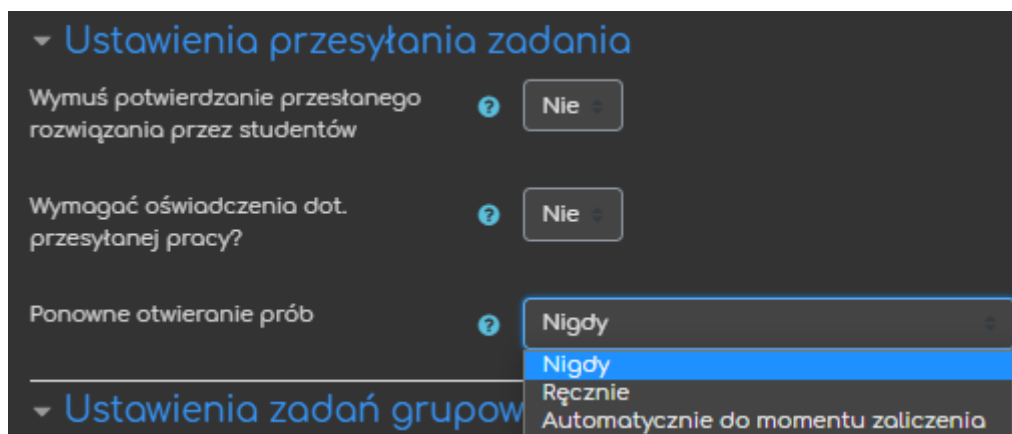 Ustawienia przesyłania zadania
Wymuś potwierdzanie przesłanego
rozwiązania przez studentów
Nie
Wymagać oświadczenia dot.
przesyłanej pracy?
Nie
Ponowne otwieranie prób
Nigdy
Nigdy
Ręcznie
Automatycznie do momentu zaliczenia
Ustawienia zadań grupow